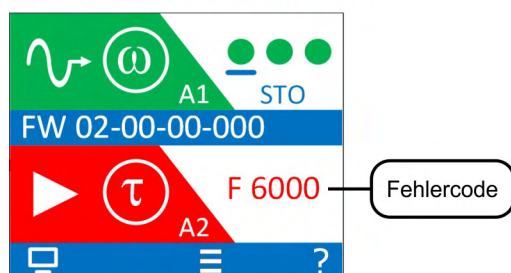 ω
A1
STO
FW 02-00-00-000
τ
A2
F 6000
Fehlercode
?